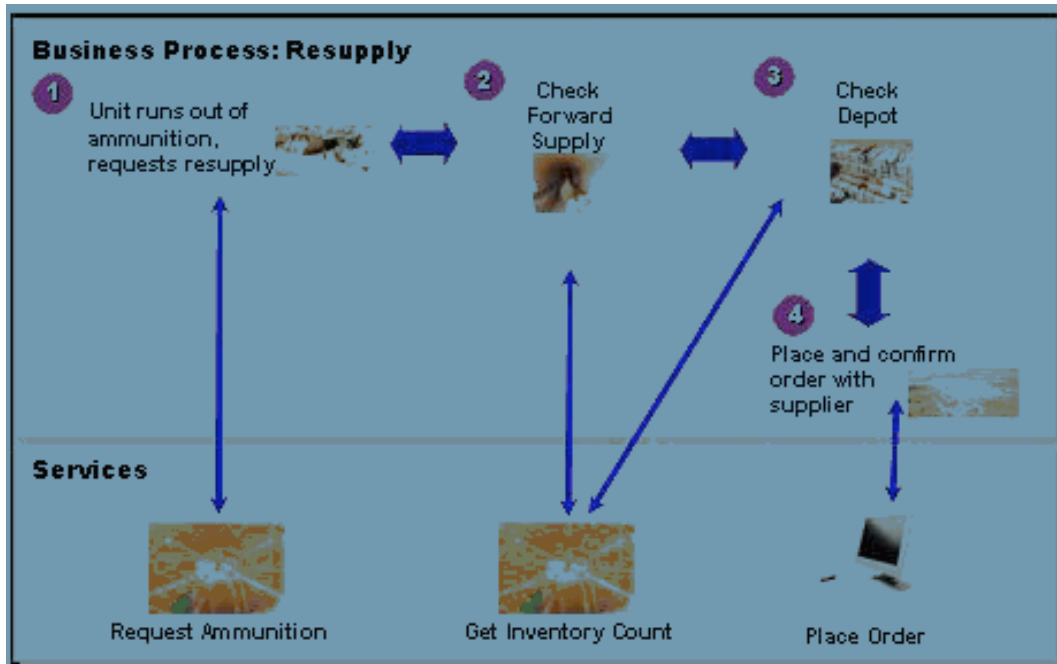 Business Process: Resupply
1
Unit runs out of
ammunition,
requests resupply
2
Check
Forward
Supply
3
Check
Depot
4
Place and confirm
order with
supplier
Services
Request Ammunition
Get Inventory Count
Place Order